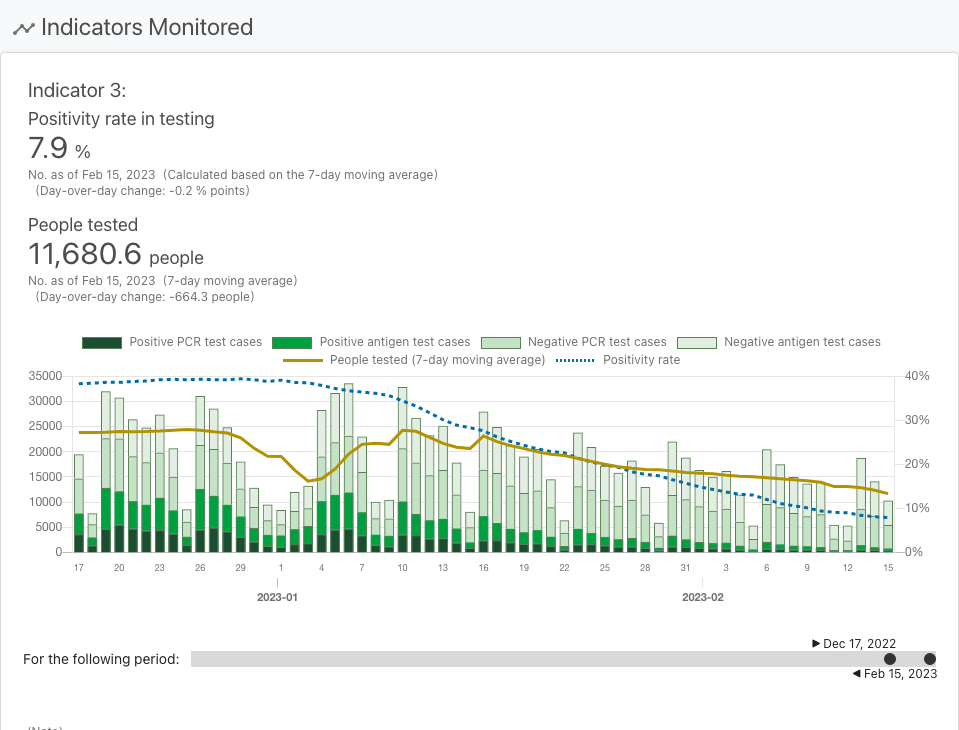 Indicators Monitored
Indicator 3:
Positivity rate in testing
7.9 %
No. as of Feb 15, 2023 (Calculated based on the 7-day moving average)
(Day-over-day change: -0.2 % points)
People tested
11,680.6 people
No. as of Feb 15, 2023 (7-day moving average)
(Day-over-day change: -664.3 people)
Positive PCR test cases Positive antigen test cases Negative PCR test cases Negative antigen test cases
People tested (7-day moving average) Positivity rate
35000 40%
30000
25000 30%
20000
15000 20%
10000
5000 10%
0 0%
17 20 23 26 29 1 4 7 10 13 16 19 22 25 28 31 3 6 9 12 15
2023-01 2023-02
▶ Dec 17, 2022
For the following period:
◀ Feb 15, 2023